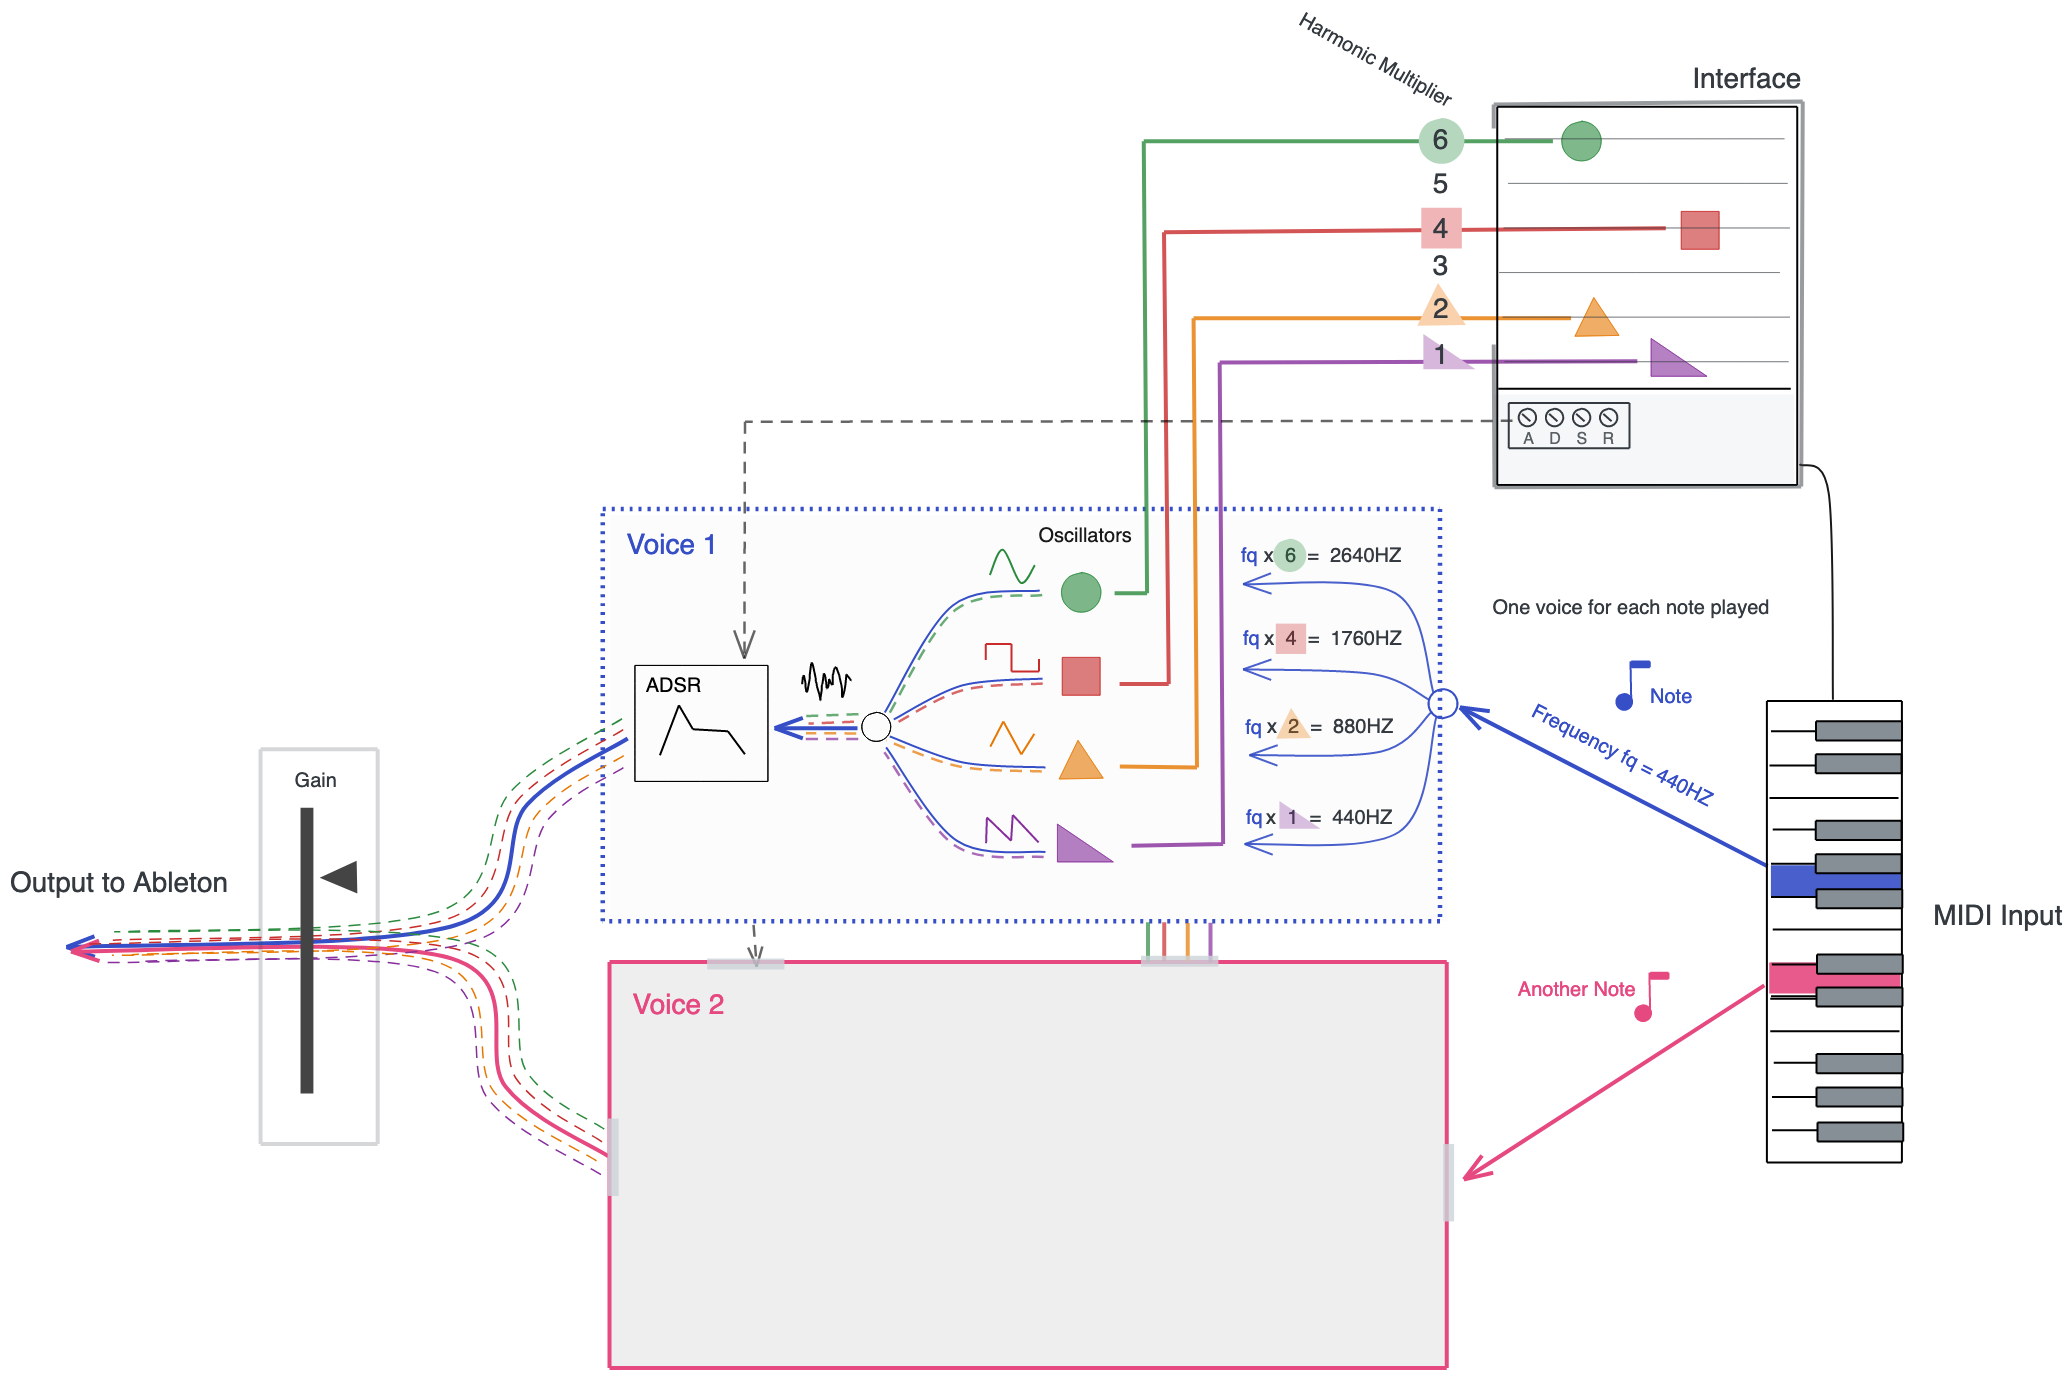 Harmonic Multiplier
Interface
6
5
4
3
2
1
A D S R
Voice 1
Oscillators
fq x 6 = 2640HZ
fq x 4 = 1760HZ
fq x 2 = 880HZ
fq x 1 = 440HZ
ADSR
One voice for each note played
Note
Frequency fq = 440HZ
Gain
Output to Ableton
MIDI Input
Another Note
Voice 2